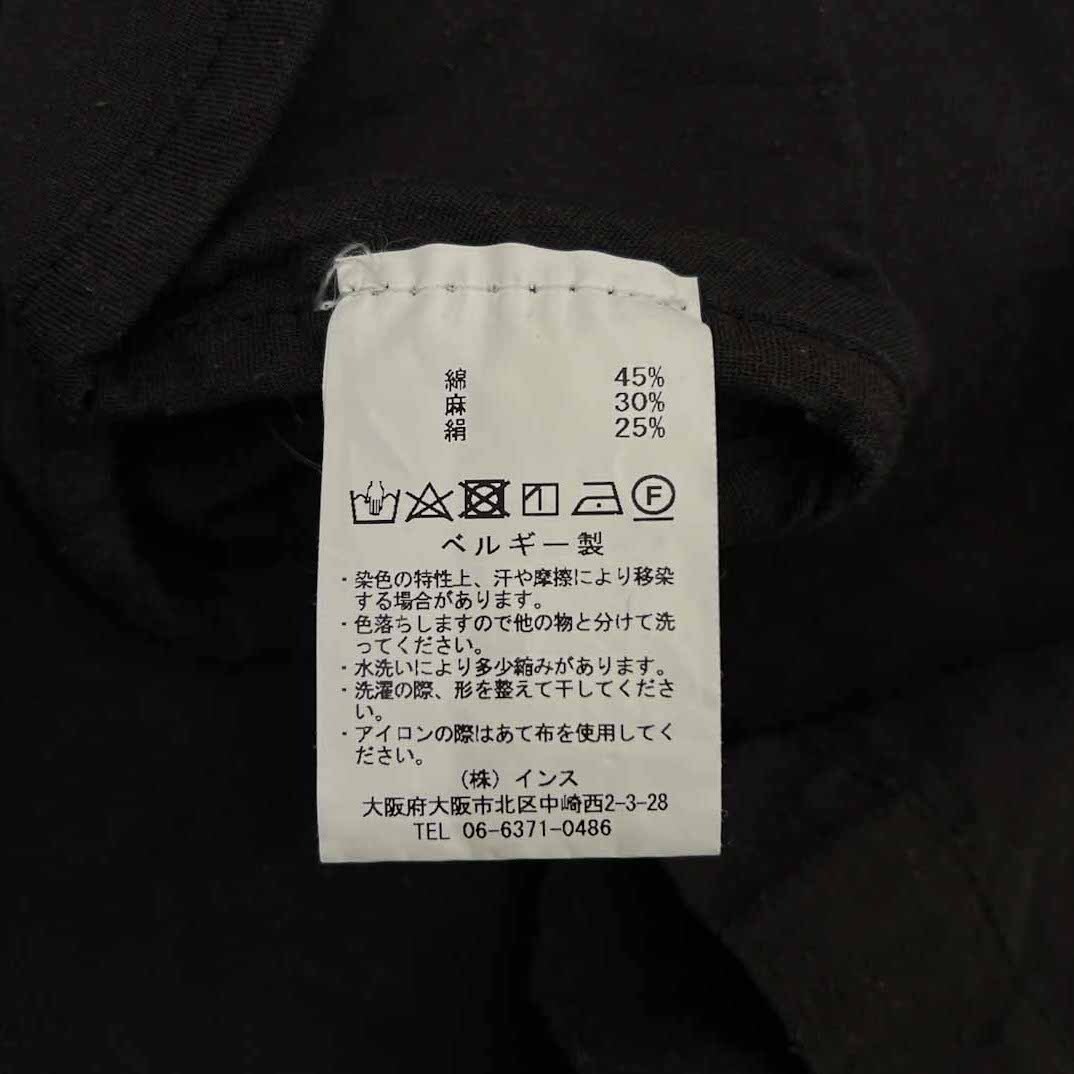 綿 45%
麻 30%
絹 25%
F
ベルギー製
・染色の特性上、汗や摩擦により移染
する場合があります。
・色落ちしますので他の物と分けて洗
ってください。
・水洗いにより多少縮みがあります。
・洗濯の際、形を整えて干してくださ
い。
・アイロンの際はあて布を使用してく
ださい。
(株) インス
大阪府大阪市北区中崎西2-3-28
TEL 06-6371-0486